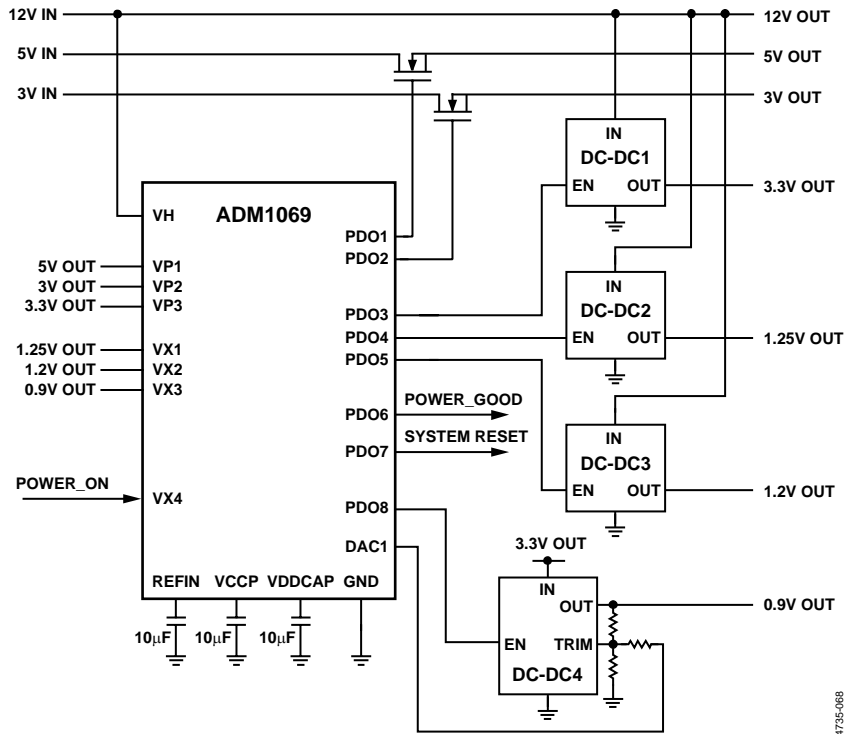 12V IN
12V OUT
5V IN
5V OUT
3V IN
3V OUT
IN
DC-DC1
EN OUT
3.3V OUT
ADM1069
VH
PDO1
PDO2
5V OUT VP1
3V OUT VP2
3.3V OUT VP3
PDO3
PDO4
PDO5
IN
DC-DC2
EN OUT
1.25V OUT
1.25V OUT VX1
1.2V OUT VX2
0.9V OUT VX3
PDO6
POWER_GOOD
PDO7
SYSTEM RESET
IN
DC-DC3
EN OUT
1.2V OUT
POWER_ON
VX4
PDO8
DAC1
3.3V OUT
IN
OUT
0.9V OUT
EN TRIM
DC-DC4
REFIN VCCP VDDCAP GND
10μF 10μF 10μF
4735-068